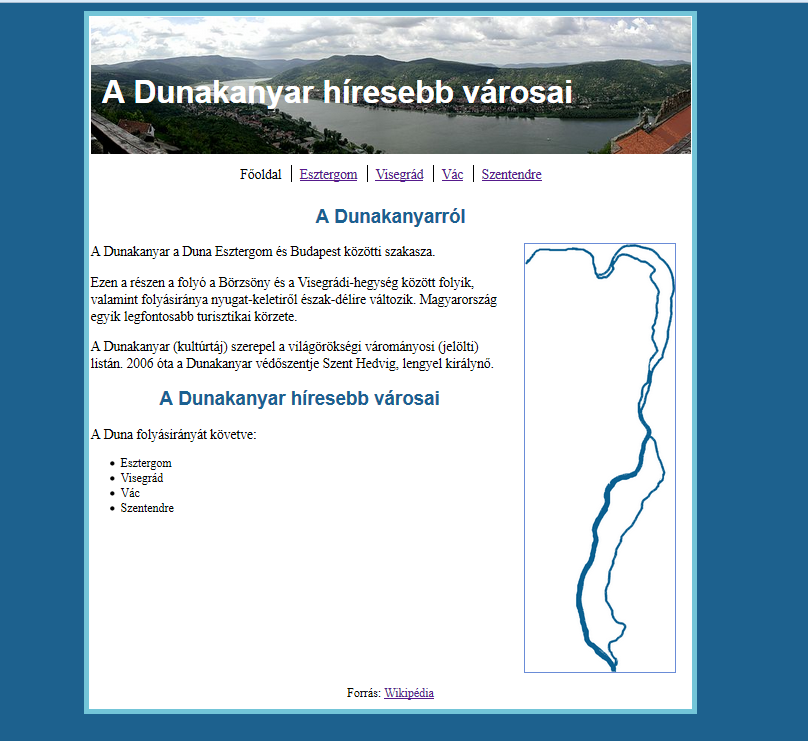 A Dunakanyar híresebb városai
Főoldal Esztergom Visegrád Vác Szentendre
A Dunakanyarról
A Dunakanyar a Duna Esztergom és Budapest közötti szakasza.
Ezen a részen a folyó a Börzsöny és a Visegrádi-hegység között folyik,
valamint folyásiránya nyugat-keletiről észak-délire változik. Magyarország
egyik legfontosabb turisztikai körzete.
A Dunakanyar (kultúrtáj) szerepel a világörökségi várományosi (jelölti)
listán. 2006 óta a Dunakanyar védőszentje Szent Hedvig, lengyel királynő.
A Dunakanyar híresebb városai
A Duna folyásirányát követve:
• Esztergom
• Visegrád
• Vác
• Szentendre
Forrás: Wikipédia